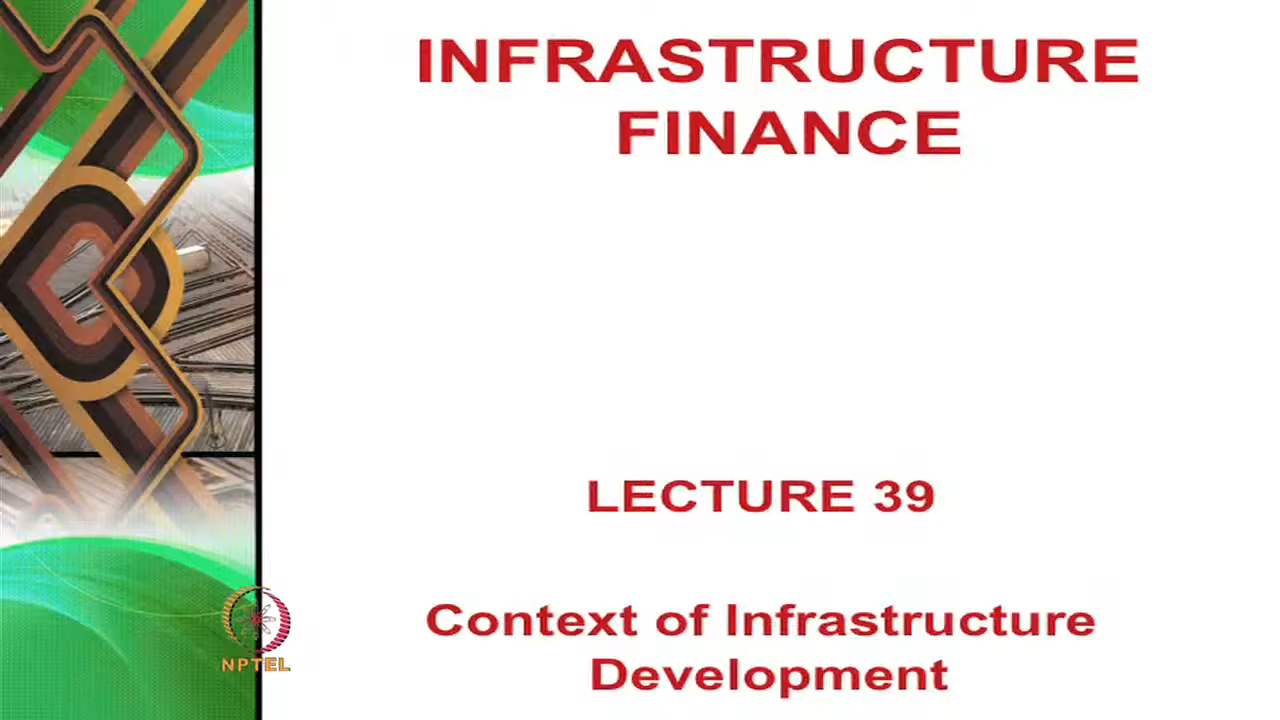 INFRASTRUCTURE
FINANCE
LECTURE 39
Context of Infrastructure
Development
NPTEL